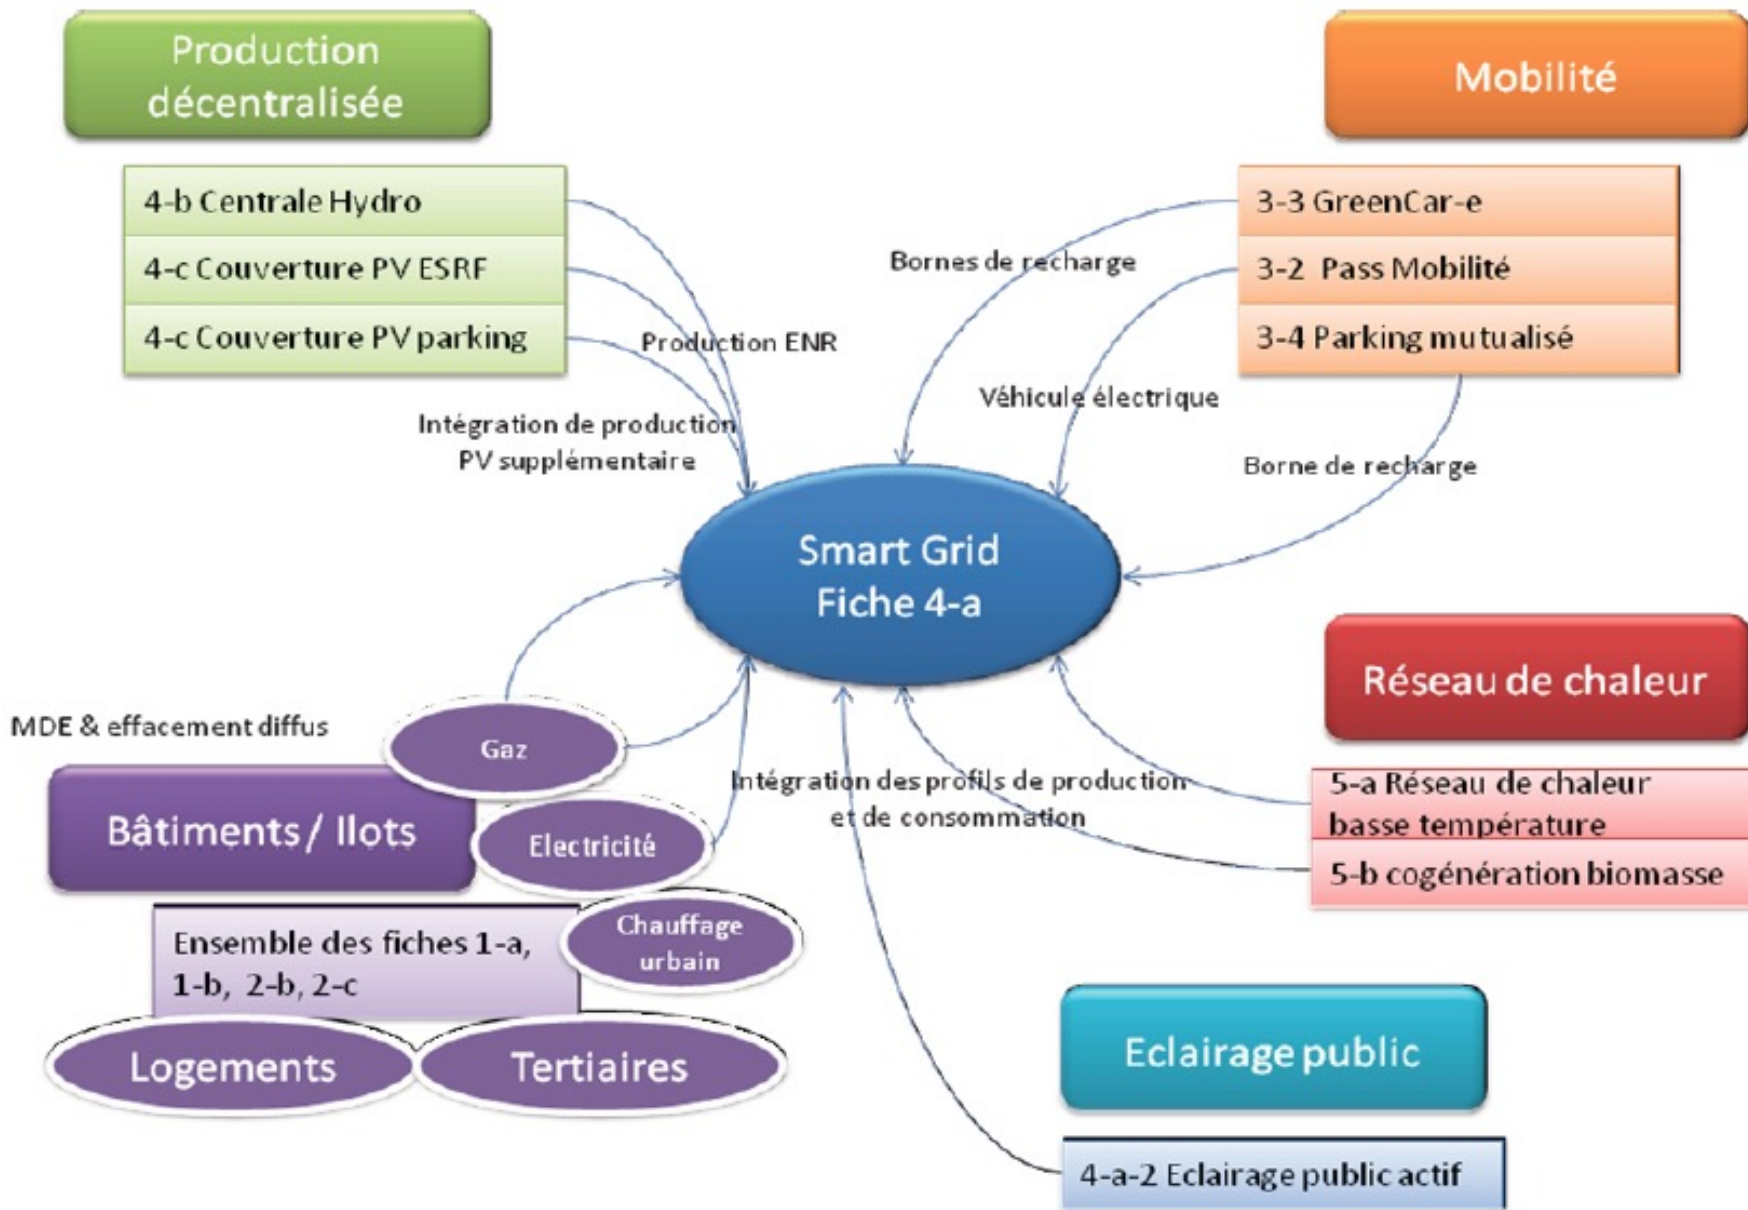 Production
décentralisée
4-b Centrale Hydro
4-c Couverture PV ESRF
4-c Couverture PV parking
Production ENR
Intégration de production
PV supplémentaire
Mobilité
3-3 GreenCar-e
3-2 Pass Mobilité
3-4 Parking mutualisé
Bornes de recharge
Véhicule électrique
Borne de recharge
Smart Grid
Fiche 4-a
MDE & effacement diffus
Gaz
Bâtiments / Ilots
Electricité
Chauffage
urbain
Ensemble des fiches 1-a,
1-b, 2-b, 2-c
Logements
Tertiaires
Intégration des profils de production
et de consommation
Réseau de chaleur
5-a Réseau de chaleur
basse température
5-b cogénération biomasse
Eclairage public
4-a-2 Eclairage public actif